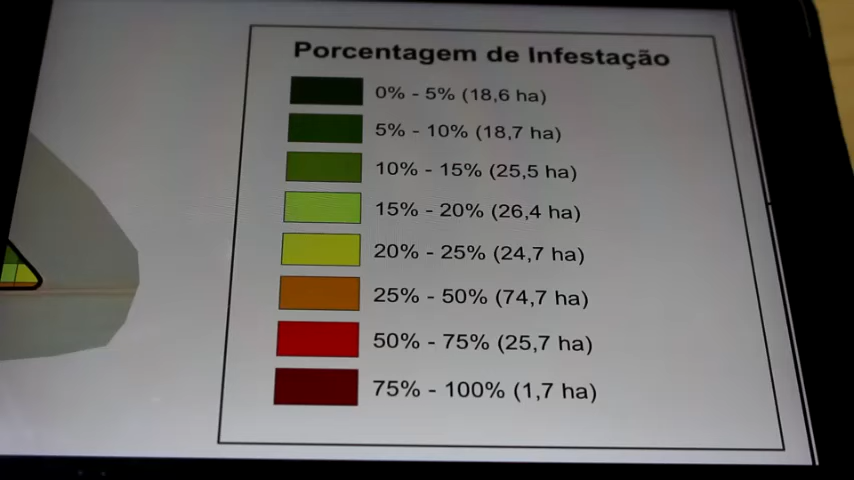 Porcentagem de Infestação
0% - 5% (18,6 ha)
5% - 10% (18,7 ha)
10% - 15% (25,5 ha)
15% - 20% (26,4 ha)
20% - 25% (24,7 ha)
25% - 50% (74,7 ha)
50% - 75% (25,7 ha)
75% - 100% (1,7 ha)